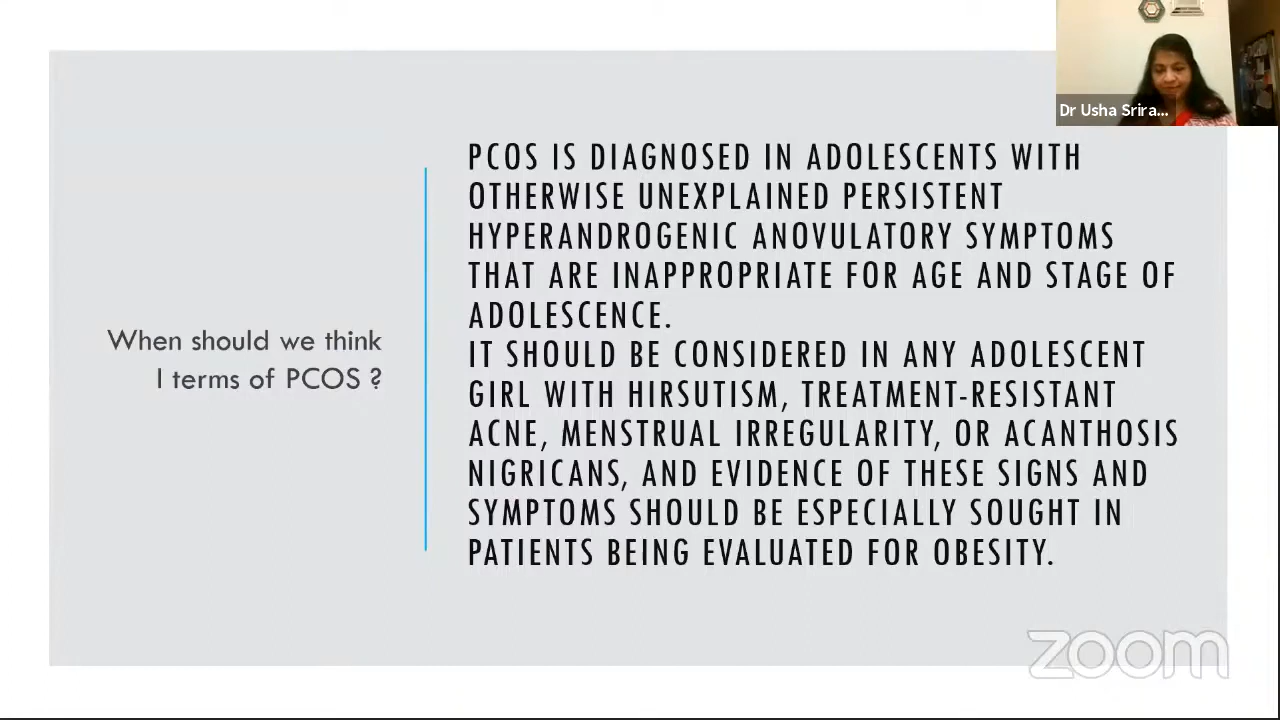 Dr Usha Srira...
PCOS IS DIAGNOSED IN ADOLESCENTS WITH
OTHERWISE UNEXPLAINED PERSISTENT
HYPERANDROGENIC ANOVULATORY SYMPTOMS
THAT ARE INAPPROPRIATE FOR AGE AND STAGE OF
ADOLESCENCE.
IT SHOULD BE CONSIDERED IN ANY ADOLESCENT
GIRL WITH HIRSUTISM, TREATMENT-RESISTANT
ACNE, MENSTRUAL IRREGULARITY, OR ACANTHOSIS
NIGRICANS, AND EVIDENCE OF THESE SIGNS AND
SYMPTOMS SHOULD BE ESPECIALLY SOUGHT IN
PATIENTS BEING EVALUATED FOR OBESITY.
When should we think
I terms of PCOS ?
zoom